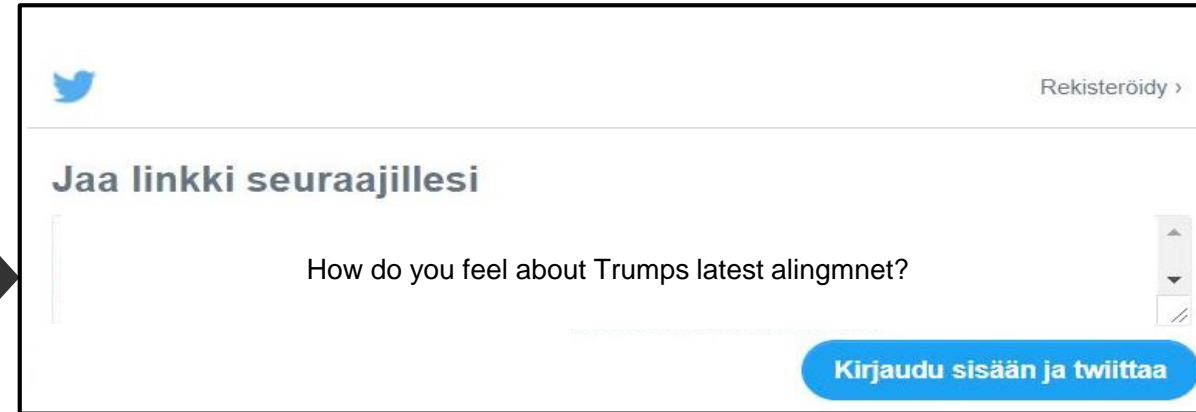 Rekisteröidy ›
Jaa linkki seuraajillesi
How do you feel about Trumps latest alingmnet?
Kirjaudu sisään ja twiittaa